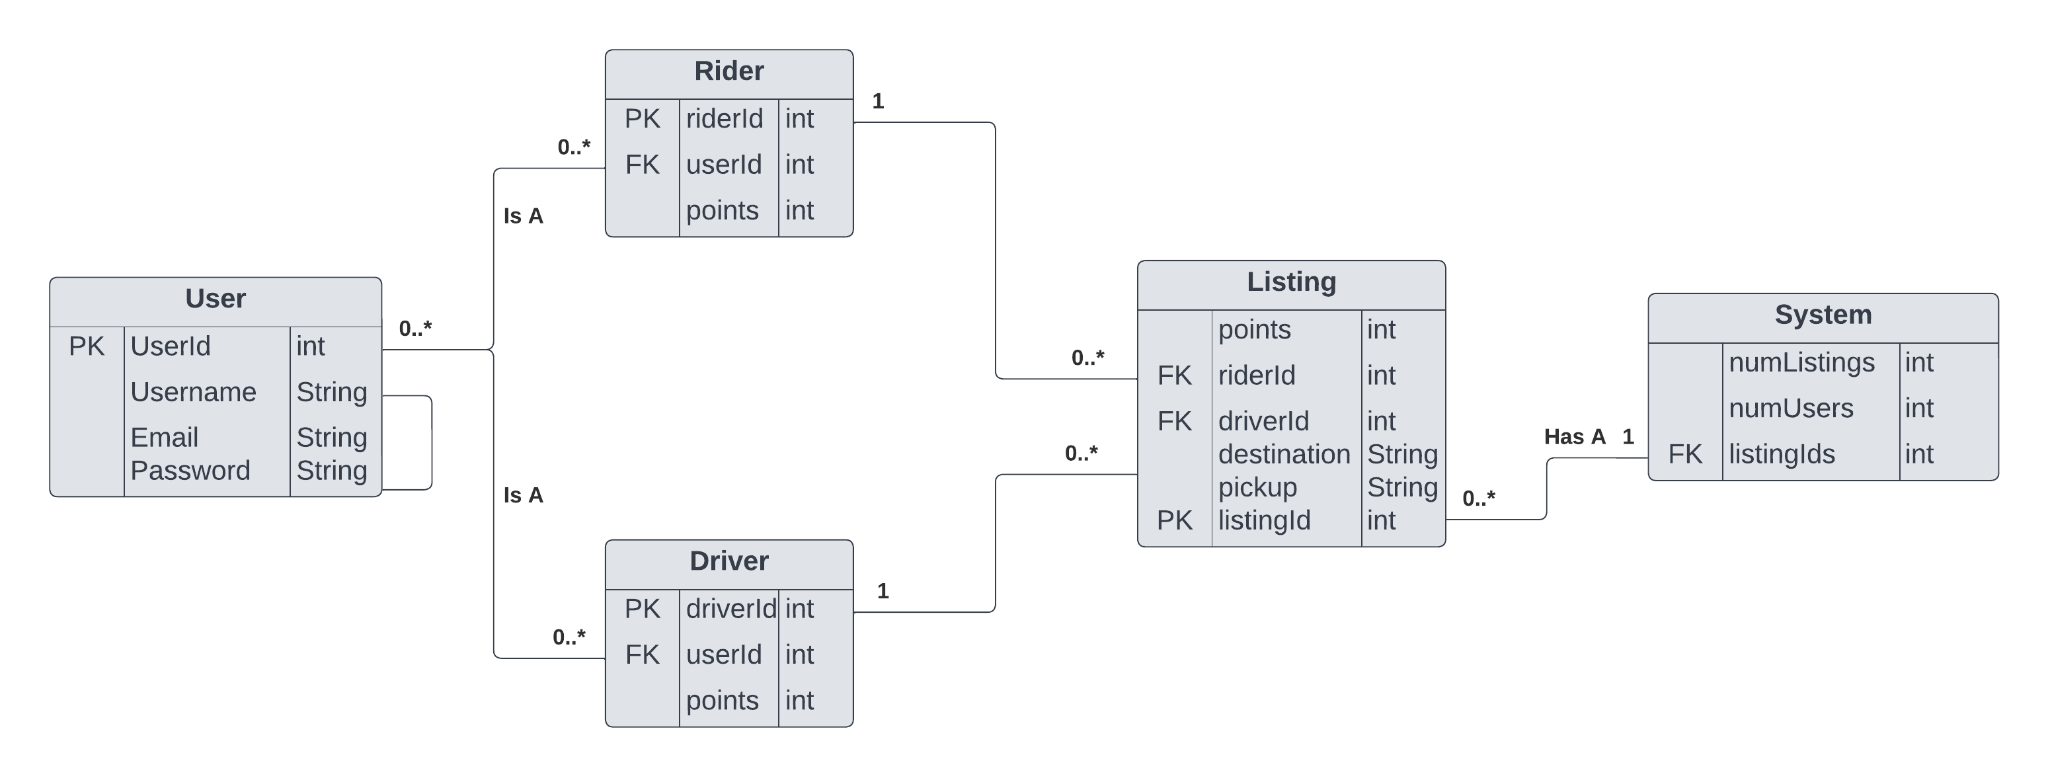 Rider
PK riderId int
FK userId int
points int
1
0..*
Is A
User
PK UserId int
Username String
Email String
Password String
0..*
Is A
Driver
PK driverId int
FK userId int
points int
0..*
1
Listing
points int
FK riderId int
FK driverId int
destination String
pickup String
PK listingId int
0..*
0..*
0..*
Has A 1
System
numListings int
numUsers int
FK listingIds int